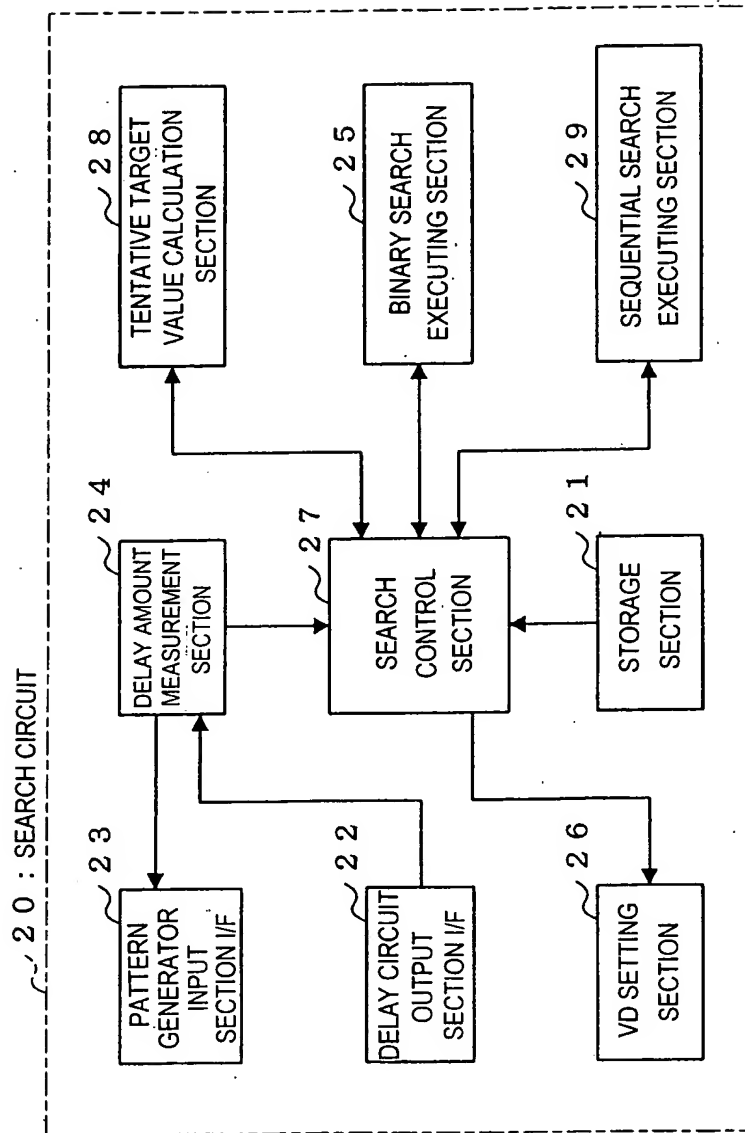 20 : SEARCH CIRCUIT
23
PATTERN
GENERATOR
INPUT
SECTION I/F
24
DELAY AMOUNT
MEASUREMENT
SECTION
28
TENTATIVE TARGET
VALUE CALCULATION
SECTION
22
DELAY CIRCUIT
OUTPUT
SECTION I/F
27
SEARCH
CONTROL
SECTION
25
BINARY SEARCH
EXECUTING SECTION
26
VD SETTING
SECTION
21
STORAGE
SECTION
29
SEQUENTIAL SEARCH
EXECUTING SECTION